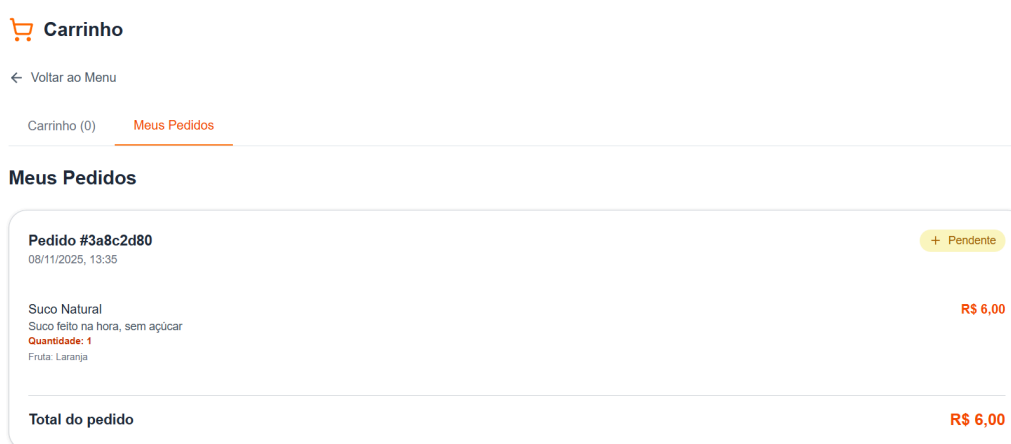 Carrinho
Voltar ao Menu
Carrinho (0) Meus Pedidos
Meus Pedidos
Pedido #3a8c2d80
+ Pendente
08/11/2025, 13:35
Suco Natural R$ 6,00
Suco feito na hora, sem açúcar
Quantidade: 1
Fruta: Laranja
Total do pedido R$ 6,00